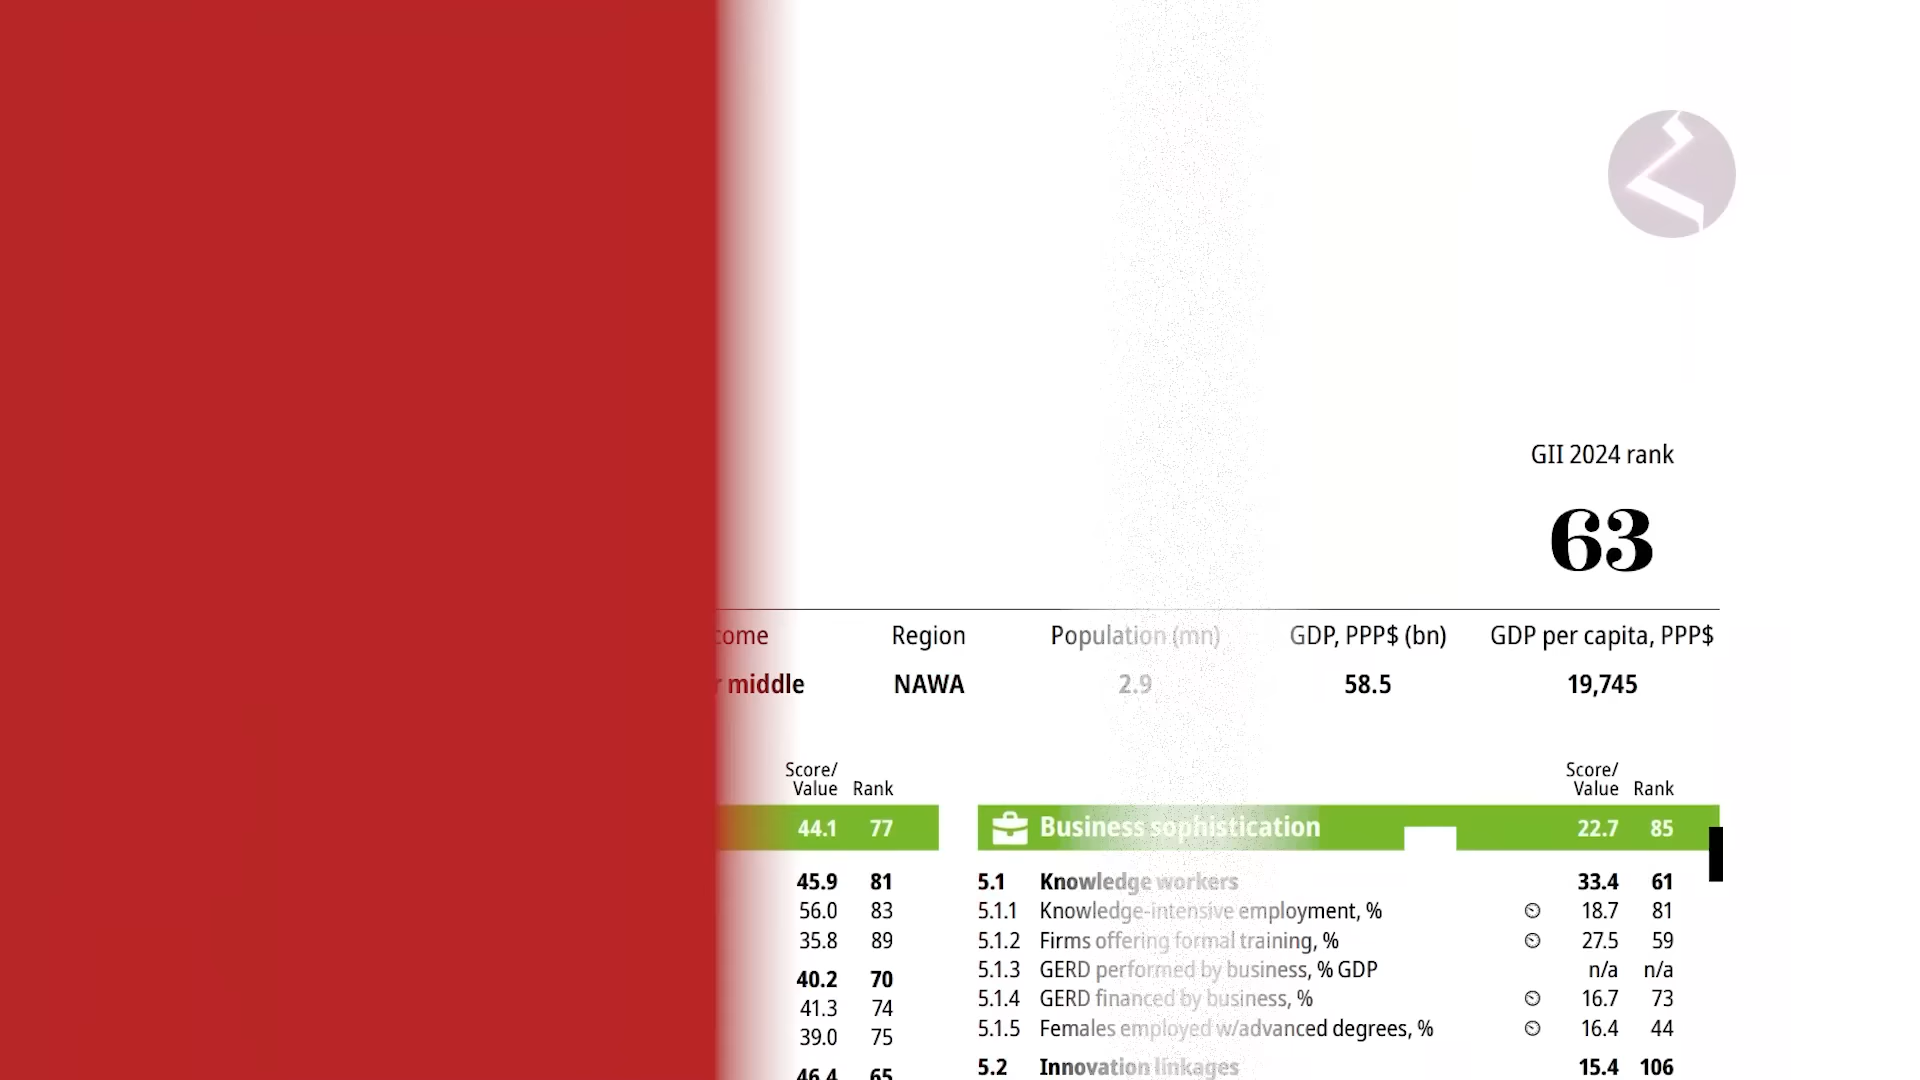 GII 2024 rank
63
come Region Population (mn) GDP, PPP$ (bn) GDP per capita, PPP$
r middle NAWA 2.9 58.5 19,745
Score/ Value Rank Score/ Value Rank
44.1 77 Business sophistication 22.7 85
45.9 81 5.1 Knowledge workers 33.4 61
56.0 83 5.1.1 Knowledge-intensive employment, % 18.7 81
35.8 89 5.1.2 Firms offering formal training, % 27.5 59
40.2 70 5.1.3 GERD performed by business, % GDP n/a n/a
41.3 74 5.1.4 GERD financed by business, % 16.7 73
39.0 75 5.1.5 Females employed w/advanced degrees, % 16.4 44
46.4 65 5.2 Innovation linkages 15.4 106